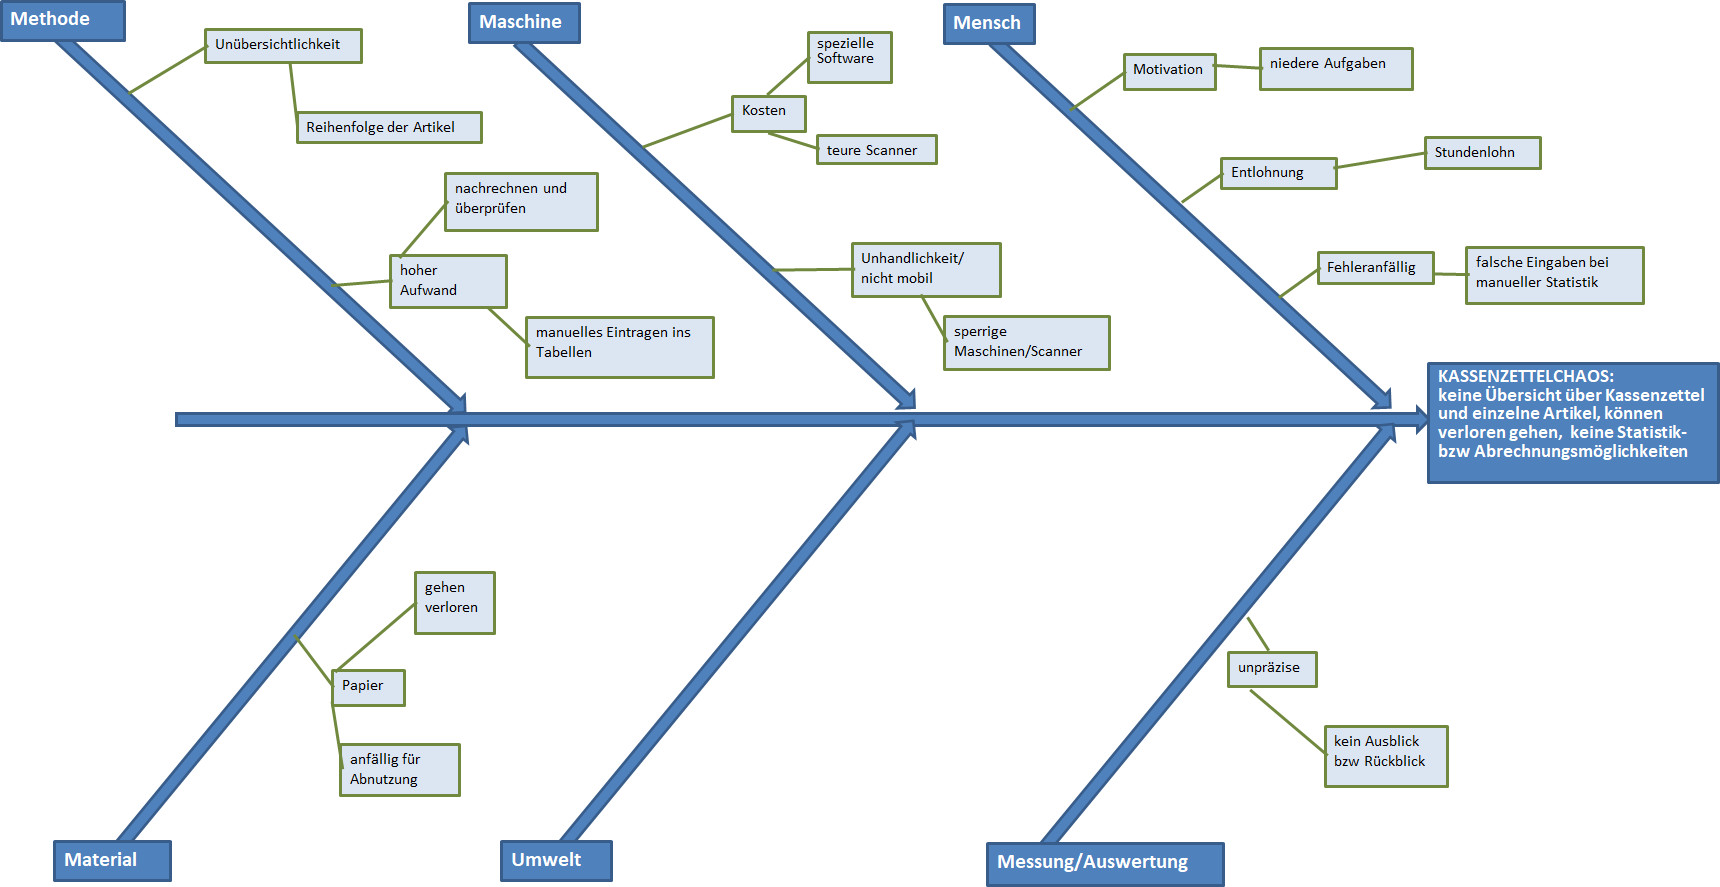 Methode
Maschine
Mensch
Unübersichtlichkeit
Reihenfolge der Artikel
nachrechnen und
überprüfen
hoher
Aufwand
manuelles Eintragen ins
Tabellen
spezielle
Software
Kosten
teure Scanner
Unhandlichkeit/
nicht mobil
sperrige
Maschinen/Scanner
Motivation
niedere Aufgaben
Entlohnung
Stundenlohn
Fehleranfällig
falsche Eingaben bei
manueller Statistik
KASSENZETTELCHAOS:
keine Übersicht über Kassenzettel
und einzelne Artikel, können
verloren gehen, keine Statistik-
bzw Abrechnungsmöglichkeiten
gehen
verloren
Papier
anfällig für
Abnutzung
unpräzise
kein Ausblick
bzw Rückblick
Material
Umwelt
Messung/Auswertung